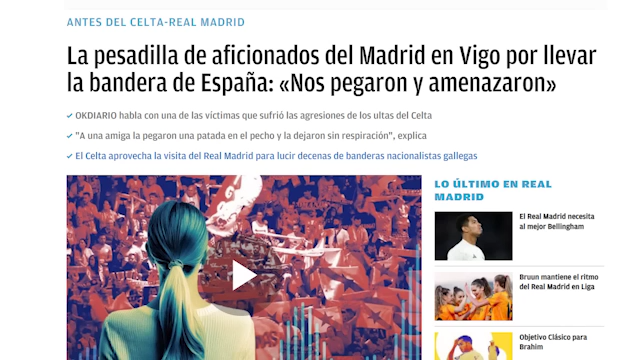 ANTES DEL CELTA-REAL MADRID
La pesadilla de aficionados del Madrid en Vigo por llevar
la bandera de España: «Nos pegaron y amenazaron»
OKDIARIO habla con una de las víctimas que sufrió las agresiones de los ultas del Celta
"A una amiga la pegaron una patada en el pecho y la dejaron sin respiración", explica
El Celta aprovecha la visita del Real Madrid para lucir decenas de banderas nacionalistas gallegas
LO ÚLTIMO EN REAL
MADRID
El Real Madrid necesita
al mejor Bellingham
Bruun mantiene el ritmo
del Real Madrid en Liga
Objetivo Clásico para
Brahim